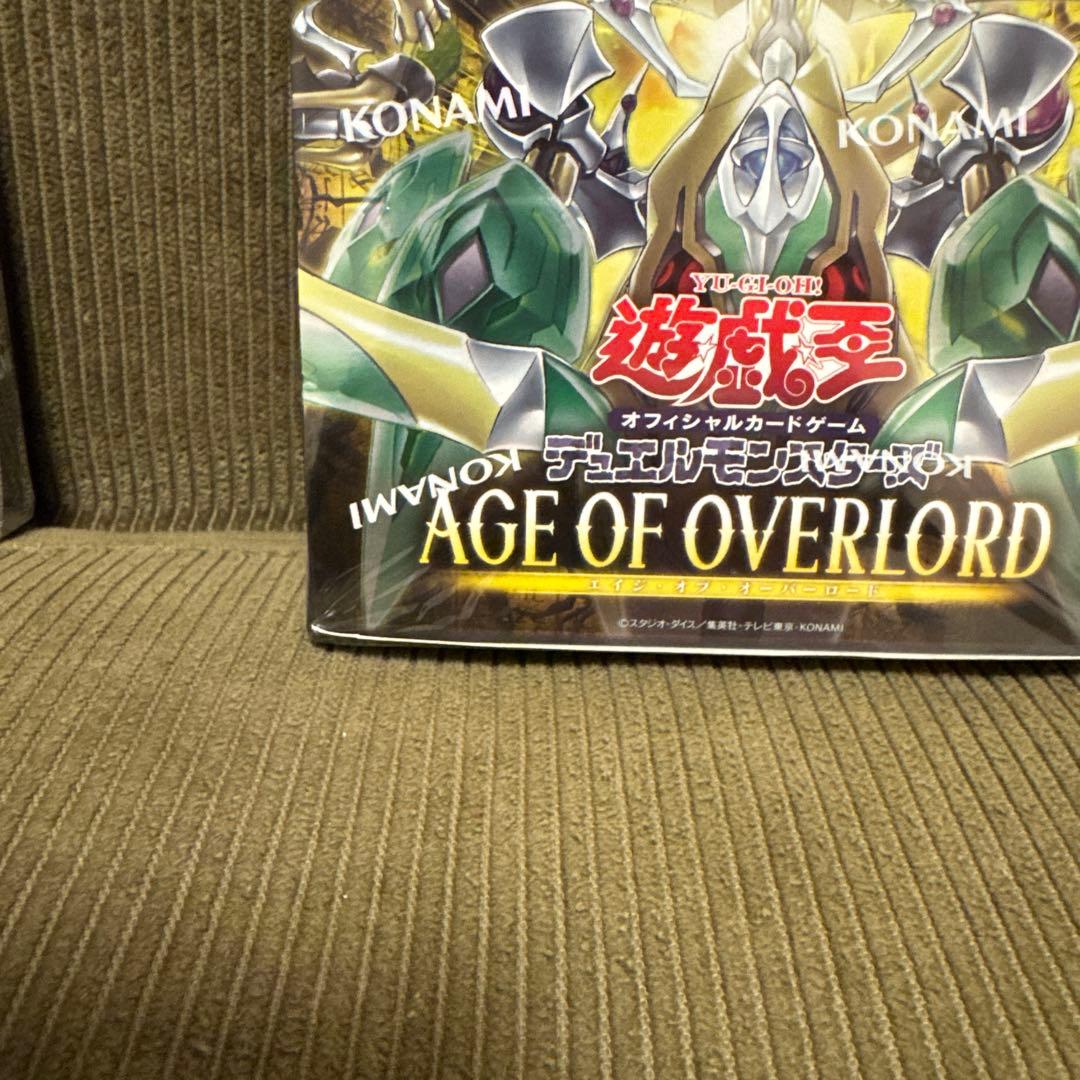 KONAMI
KONAMI
YU-GI-OH!
遊☆戯☆王
オフィシャルカードゲーム
デュエルモンスターズ
KONAMI
KONAMI
KONAMI
AGE OF OVERLORD
エイジ・オブ・オーバーロード
©スタジオ・ダイス/集英社・テレビ東京・KONAMI